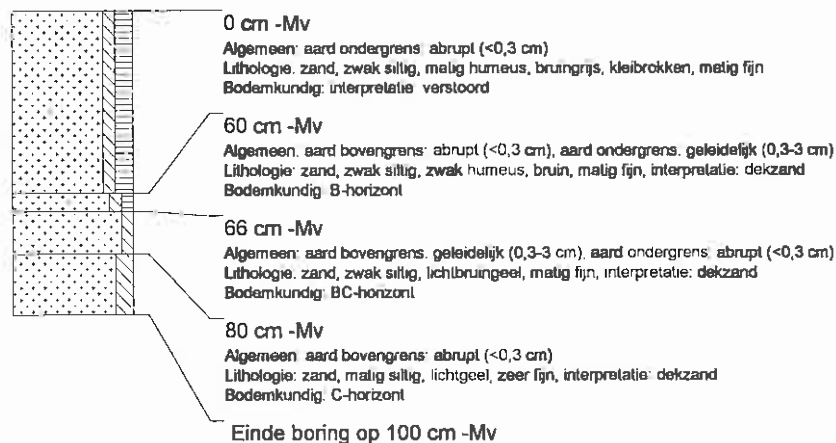 0 cm -Mv
Algemeen: aard ondergrens: abrupt (<0,3 cm)
Lithologie: zand, zwak siltig, matig humeus, bruingrijs, kleibrokken, matig fijn
Bodemkundig: interpretatie: verstoord
60 cm -Mv
Algemeen: aard bovengrens: abrupt (<0,3 cm), aard ondergrens: geleidelijk (0,3-3 cm)
Lithologie: zand, zwak siltig, zwak humeus, bruin, matig fijn, interpretatie: dekzand
Bodemkundig: B-horizont
66 cm -Mv
Algemeen: aard bovengrens: geleidelijk (0,3-3 cm), aard ondergrens: abrupt (<0,3 cm)
Lithologie: zand, zwak siltig, lichtbruingeel, matig fijn, interpretatie: dekzand
Bodemkundig: BC-horizont
80 cm -Mv
Algemeen: aard bovengrens: abrupt (<0,3 cm)
Lithologie: zand, matig siltig, lichtgeel, zeer fijn, interpretatie: dekzand
Bodemkundig: C-horizont
Einde boring op 100 cm -Mv